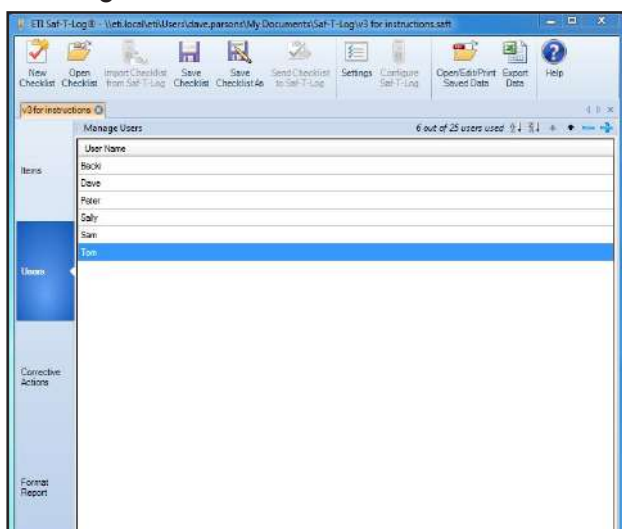 ETI Saf-T-Log® - \\eti.local\eti\Users\dave.parsons\My Documents\Saf-T-Log\v3 for instructions.saft
New Checklist
Open Checklist
Import Checklist from Saf-T-Log
Save Checklist
Save Checklist As
Send Checklist to Saf-T-Log
Settings
Configure Saf-T-Log
Open/Edit/Print Saved Data
Export Data
Help
v3 for instructions
Manage Users
6 out of 25 users used
User Name
Items
Becki
Dave
Peter
Sally
Sam
Tom
Users
Corrective
Actions
Format
Report